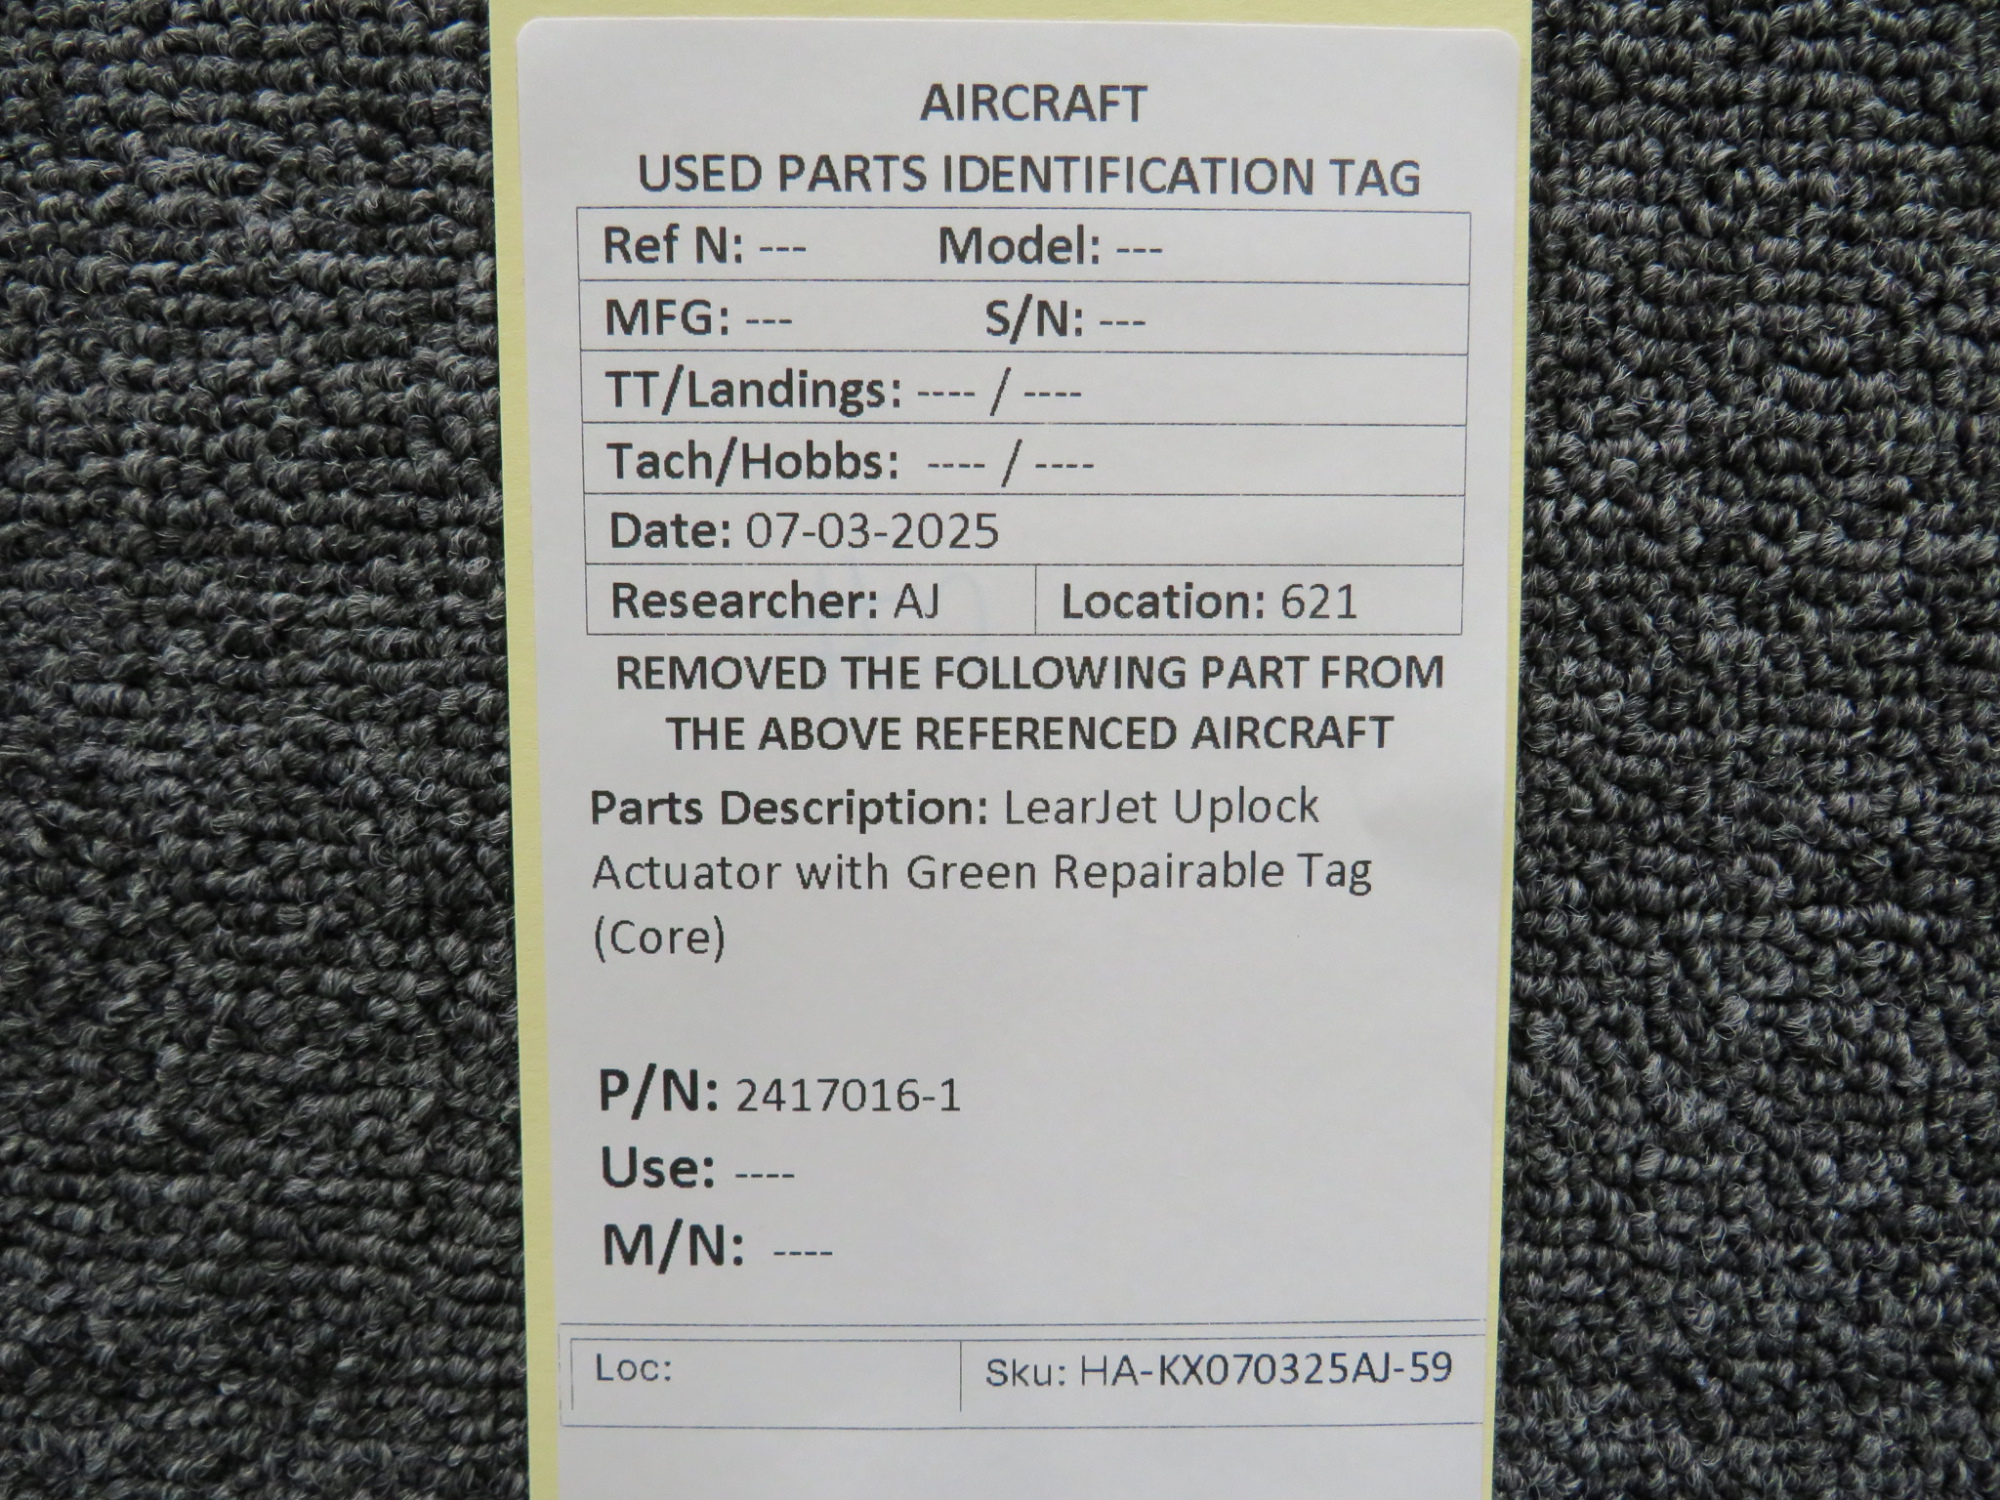 AIRCRAFT
USED PARTS IDENTIFICATION TAG
Ref N: --- Model: ---
MFG: --- S/N: ---
TT/Landings: ---- / ----
Tach/Hobbs: ---- / ----
Date: 07-03-2025
Researcher: AJ Location: 621
REMOVED THE FOLLOWING PART FROM
THE ABOVE REFERENCED AIRCRAFT
Parts Description: LearJet Uplock
Actuator with Green Repairable Tag
(Core)
P/N: 2417016-1
Use: ----
M/N: ----
Loc: Sku: HA-KX070325AJ-59